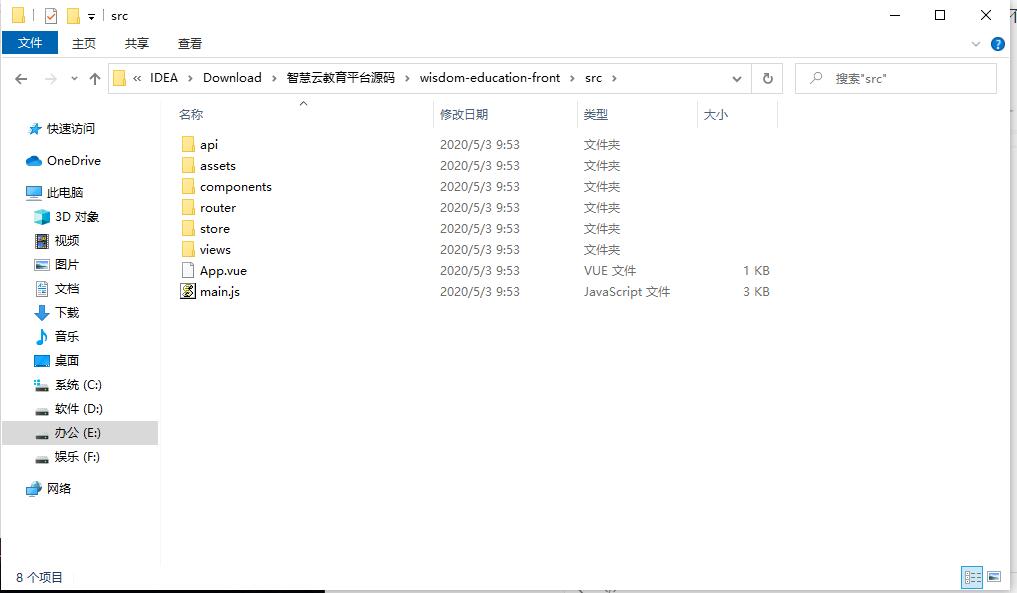 src
文件 主页 共享 查看
« IDEA › Download › 智慧云教育平台源码 › wisdom-education-front › src ›
搜索"src"
名称 修改日期 类型 大小
api 2020/5/3 9:53 文件夹
assets 2020/5/3 9:53 文件夹
components 2020/5/3 9:53 文件夹
router 2020/5/3 9:53 文件夹
store 2020/5/3 9:53 文件夹
views 2020/5/3 9:53 文件夹
App.vue 2020/5/3 9:53 VUE 文件 1 KB
main.js 2020/5/3 9:53 JavaScript 文件 3 KB
快速访问
OneDrive
此电脑
3D 对象
视频
图片
文档
下载
音乐
桌面
系统 (C:)
软件 (D:)
办公 (E:)
娱乐 (F:)
网络
8 个项目